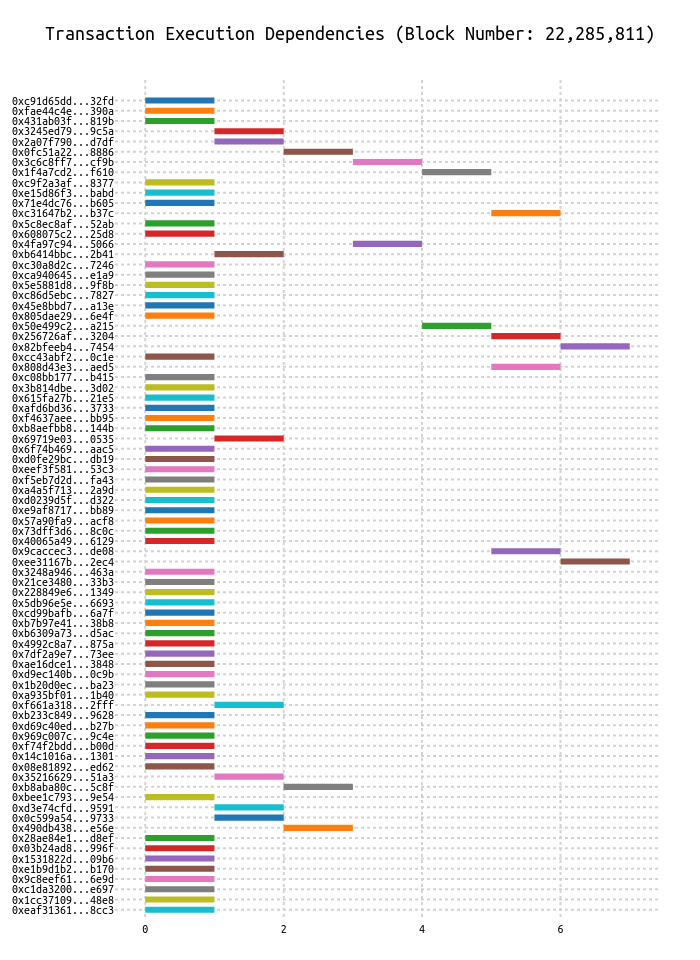 Transaction Execution Dependencies (Block Number: 22,285,811)
0xc91d65dd...32fd
0xfae44c4e...390a
0x431ab03f...819b
0x3245ed79...9c5a
0x2a07f790...d7df
0x0fc51a22...8886
0x3c6c8ff7...cf9b
0x1f4a7cd2...f610
0xc9f2a3af...8377
0xe15d86f3...babd
0x71e4dc76...b605
0xc31647b2...b37c
0x5c8ec8af...52ab
0x608075c2...25d8
0x4fa97c94...5066
0xb6414bbc...2b41
0xc30a8d2c...7246
0xca940645...e1a9
0x5e5881d8...9f8b
0xc86d5ebc...7827
0x45e8bbd7...a13e
0x805dae29...6e4f
0x50e499c2...a215
0x256726af...3204
0x82bfeeb4...7454
0xcc43abf2...0c1e
0x808d43e3...aed5
0xc08bb177...b415
0x3b814dbe...3d02
0x615fa27b...21e5
0xafd6bd36...3733
0xf4637aee...bb95
0xb8aefbb8...144b
0x69719e03...0535
0x6f74b469...aac5
0xd0fe29bc...db19
0xeef3f581...53c3
0xf5eb7d2d...fa43
0xa4a5f713...2a9d
0xd0239d5f...d322
0xe9af8717...bb89
0x57a90fa9...acf8
0x73dff3d6...8c0c
0x40065a49...6129
0x9caccec3...de08
0xee31167b...2ec4
0x3248a946...463a
0x21ce3480...33b3
0x228849e6...1349
0x5db96e5e...6693
0xcd99bafb...6a7f
0xb7b97e41...38b8
0xb6309a73...d5ac
0x4992c8a7...875a
0x7df2a9e7...73ee
0xae16dce1...3848
0xd9ec140b...0c9b
0x1b20d0ec...ba23
0xa935bf01...1b40
0xf661a318...2fff
0xb233c849...9628
0xd69c40ed...b27b
0x969c007c...9c4e
0xf74f2bdd...b00d
0x14c1016a...1301
0x08e81892...ed62
0x35216629...51a3
0xb8aba80c...5c8f
0xbee1c793...9e54
0xd3e74cfd...9591
0x0c599a54...9733
0x490db438...e56e
0x28ae84e1...d8ef
0x03b24ad8...996f
0x1531822d...09b6
0xe1b9d1b2...b170
0x9c8eef61...6e9d
0xc1da3200...e697
0x1cc37109...48e8
0xeaf31361...8cc3
0 2 4 6